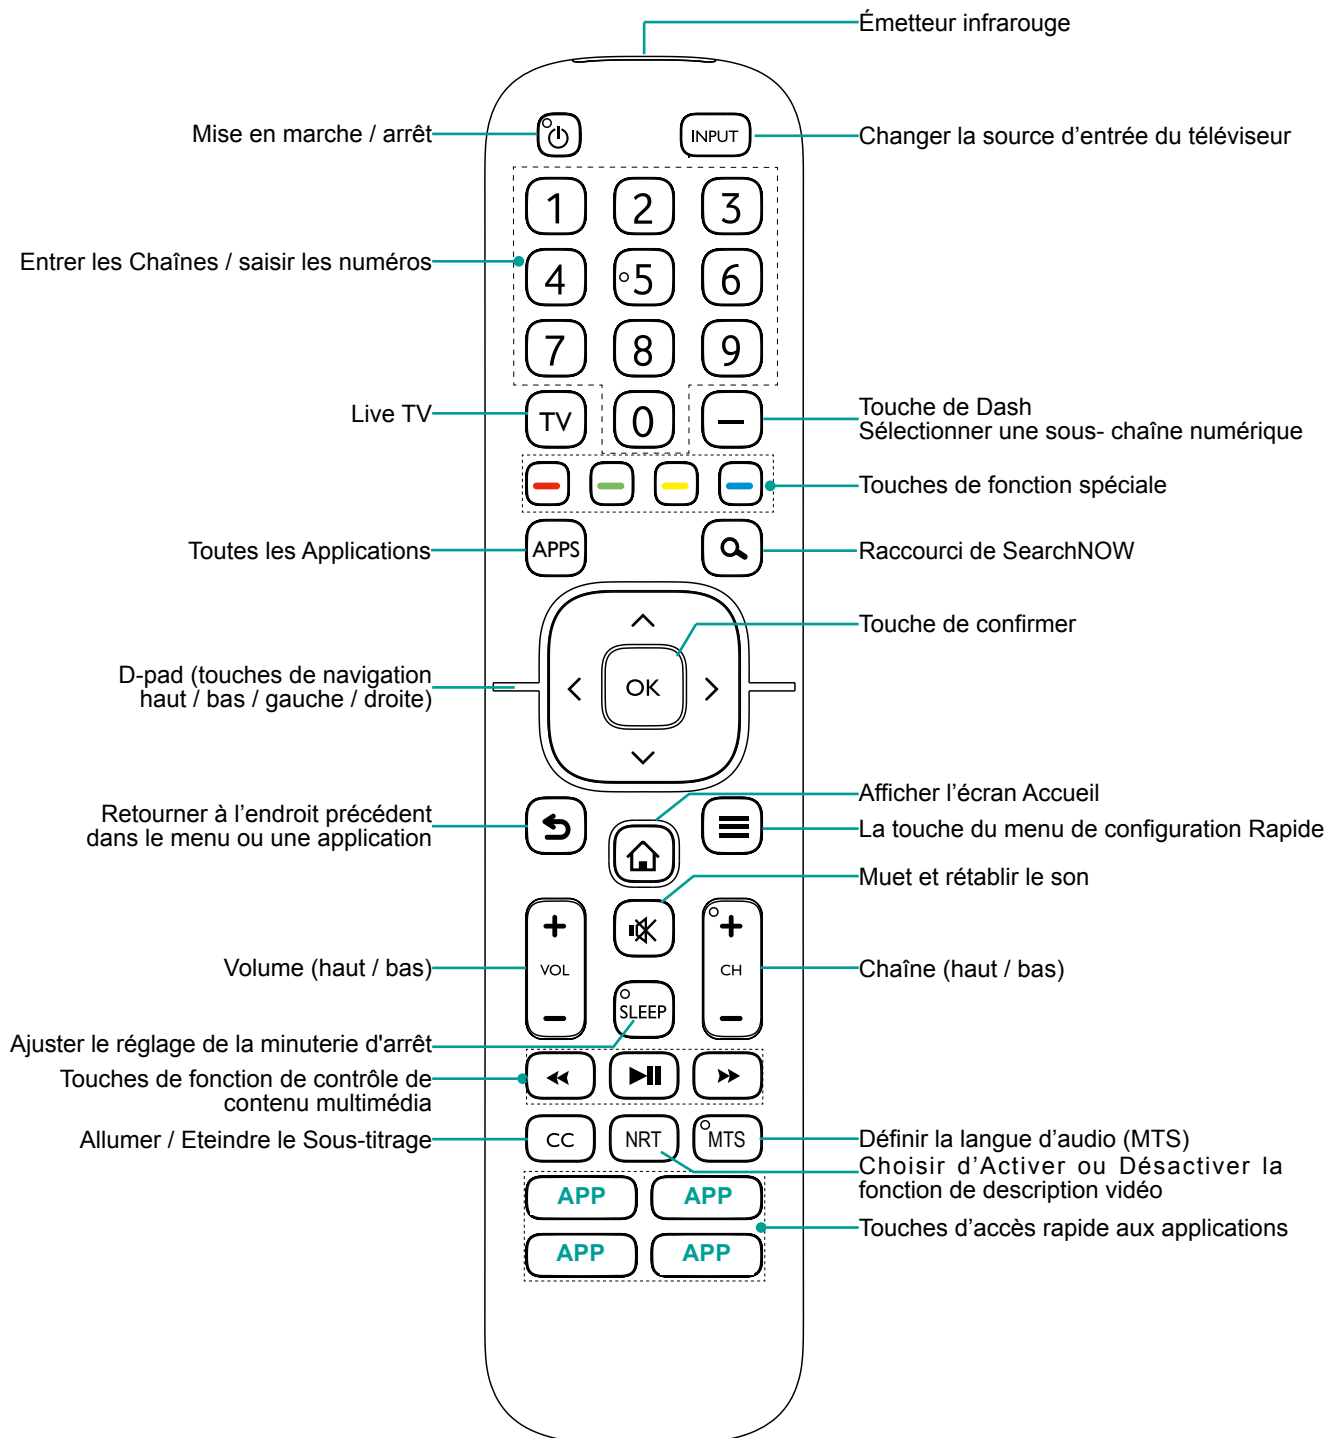 Émetteur infrarouge
Mise en marche / arrêt
INPUT
Changer la source d’entrée du téléviseur
1 2 3
Entrer les Chaînes / saisir les numéros
4 5 6
7 8 9
Live TV
TV 0 –
Touche de Dash
Sélectionner une sous- chaîne numérique
Touches de fonction spéciale
Toutes les Applications
APPS
Raccourci de SearchNOW
Touche de confirmer
D-pad (touches de navigation
haut / bas / gauche / droite)
OK
Retourner à l’endroit précédent
dans le menu ou une application
Afficher l’écran Accueil
La touche du menu de configuration Rapide
Muet et rétablir le son
Volume (haut / bas)
+
VOL
–
+
CH
–
Chaîne (haut / bas)
SLEEP
Ajuster le réglage de la minuterie d'arrêt
Touches de fonction de contrôle de
contenu multimédia
Allumer / Eteindre le Sous-titrage
CC NRT MTS
Définir la langue d’audio (MTS)
Choisir d’Activer ou Désactiver la
fonction de description vidéo
APP APP
Touches d’accès rapide aux applications
APP APP